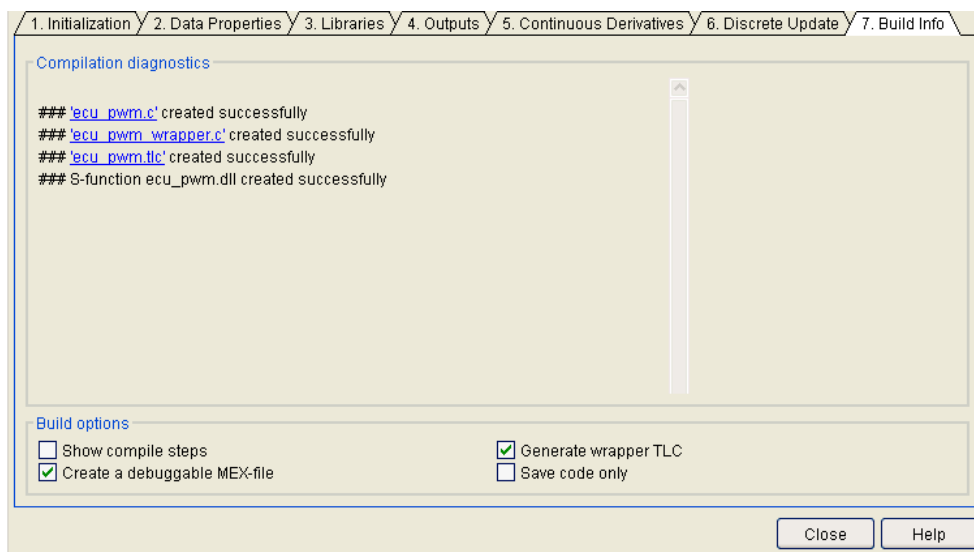 1. Initialization 2. Data Properties 3. Libraries 4. Outputs 5. Continuous Derivatives 6. Discrete Update 7. Build Info
Compilation diagnostics
### 'ecu_pwm.c' created successfully
### 'ecu_pwm_wrapper.c' created successfully
### 'ecu_pwm.tlc' created successfully
### S-function ecu_pwm.dll created successfully
Build options
Show compile steps Generate wrapper TLC
Create a debuggable MEX-file Save code only
Close Help